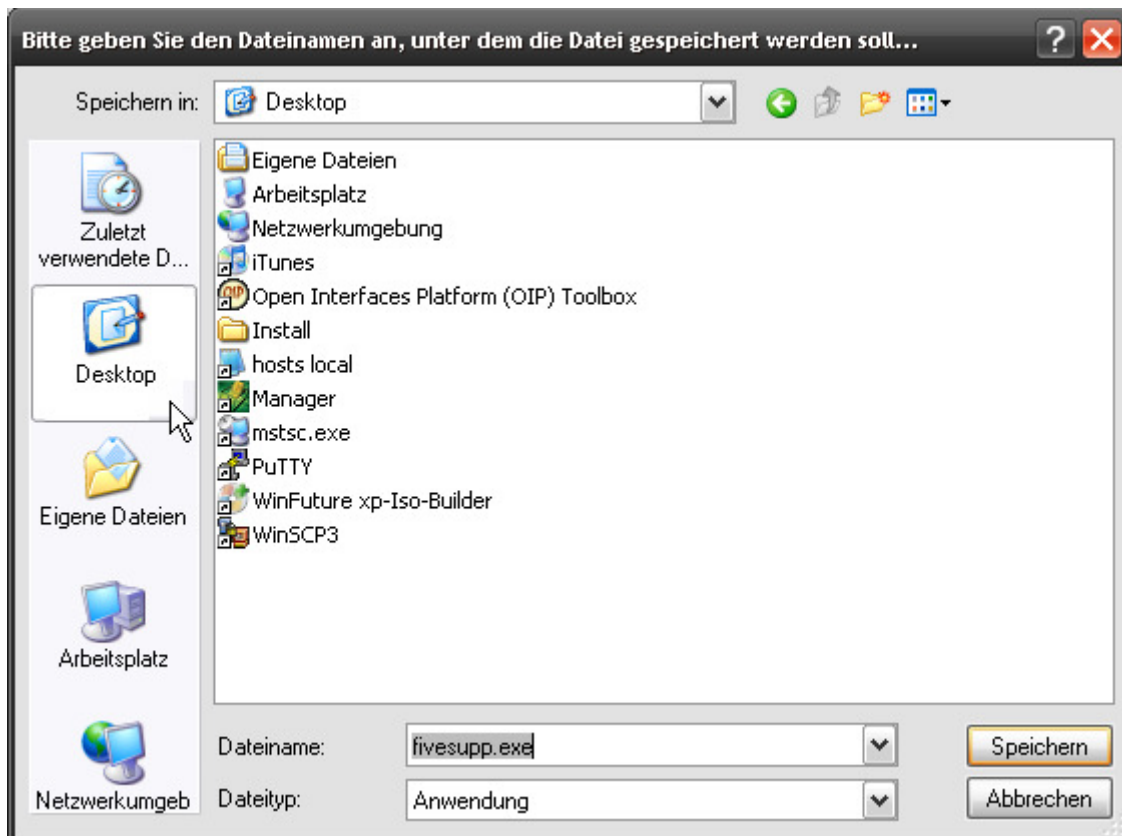 Bitte geben Sie den Dateinamen an, unter dem die Datei gespeichert werden soll...
Speichern in:
Desktop
Zuletzt
verwendete D...
Desktop
Eigene Dateien
Arbeitsplatz
Netzwerkumgeb
Eigene Dateien
Arbeitsplatz
Netzwerkumgebung
iTunes
Open Interfaces Platform (OIP) Toolbox
Install
hosts local
Manager
mstsc.exe
PuTTY
WinFuture xp-Iso-Builder
WinSCP3
Dateiname:
fivesupp.exe
Speichern
Dateityp:
Anwendung
Abbrechen